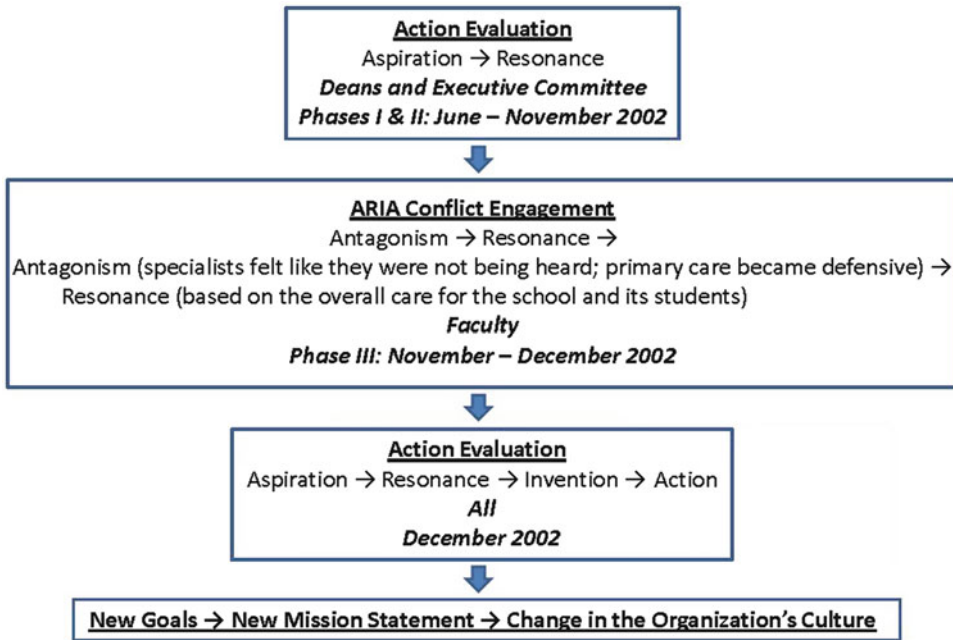 Action Evaluation
Aspiration → Resonance
Deans and Executive Committee
Phases I & II: June – November 2002
ARIA Conflict Engagement
Antagonism → Resonance →
Antagonism (specialists felt like they were not being heard; primary care became defensive) →
Resonance (based on the overall care for the school and its students)
Faculty
Phase III: November – December 2002
Action Evaluation
Aspiration → Resonance → Invention → Action
All
December 2002
New Goals → New Mission Statement → Change in the Organization's Culture